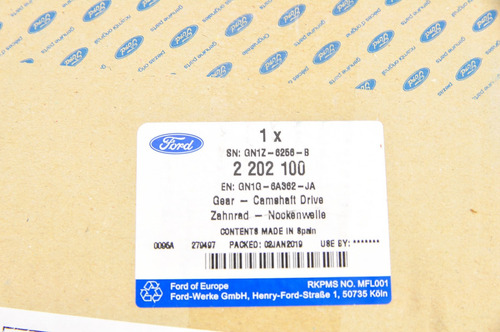 Ford
1 x
SN: GN1Z-6256-B
2 202 100
EN: GN1G-6A362-JA
Gear - Camshaft Drive
Zahnrad - Nockenwelle
CONTENTS MADE IN Spain
0095A 279497 PACKED: 02JAN2019 USE BY: *******
Ford of Europe RKPMS NO. MFL001
Ford-Werke GmbH, Henry-Ford-Straße 1, 50735 Köln